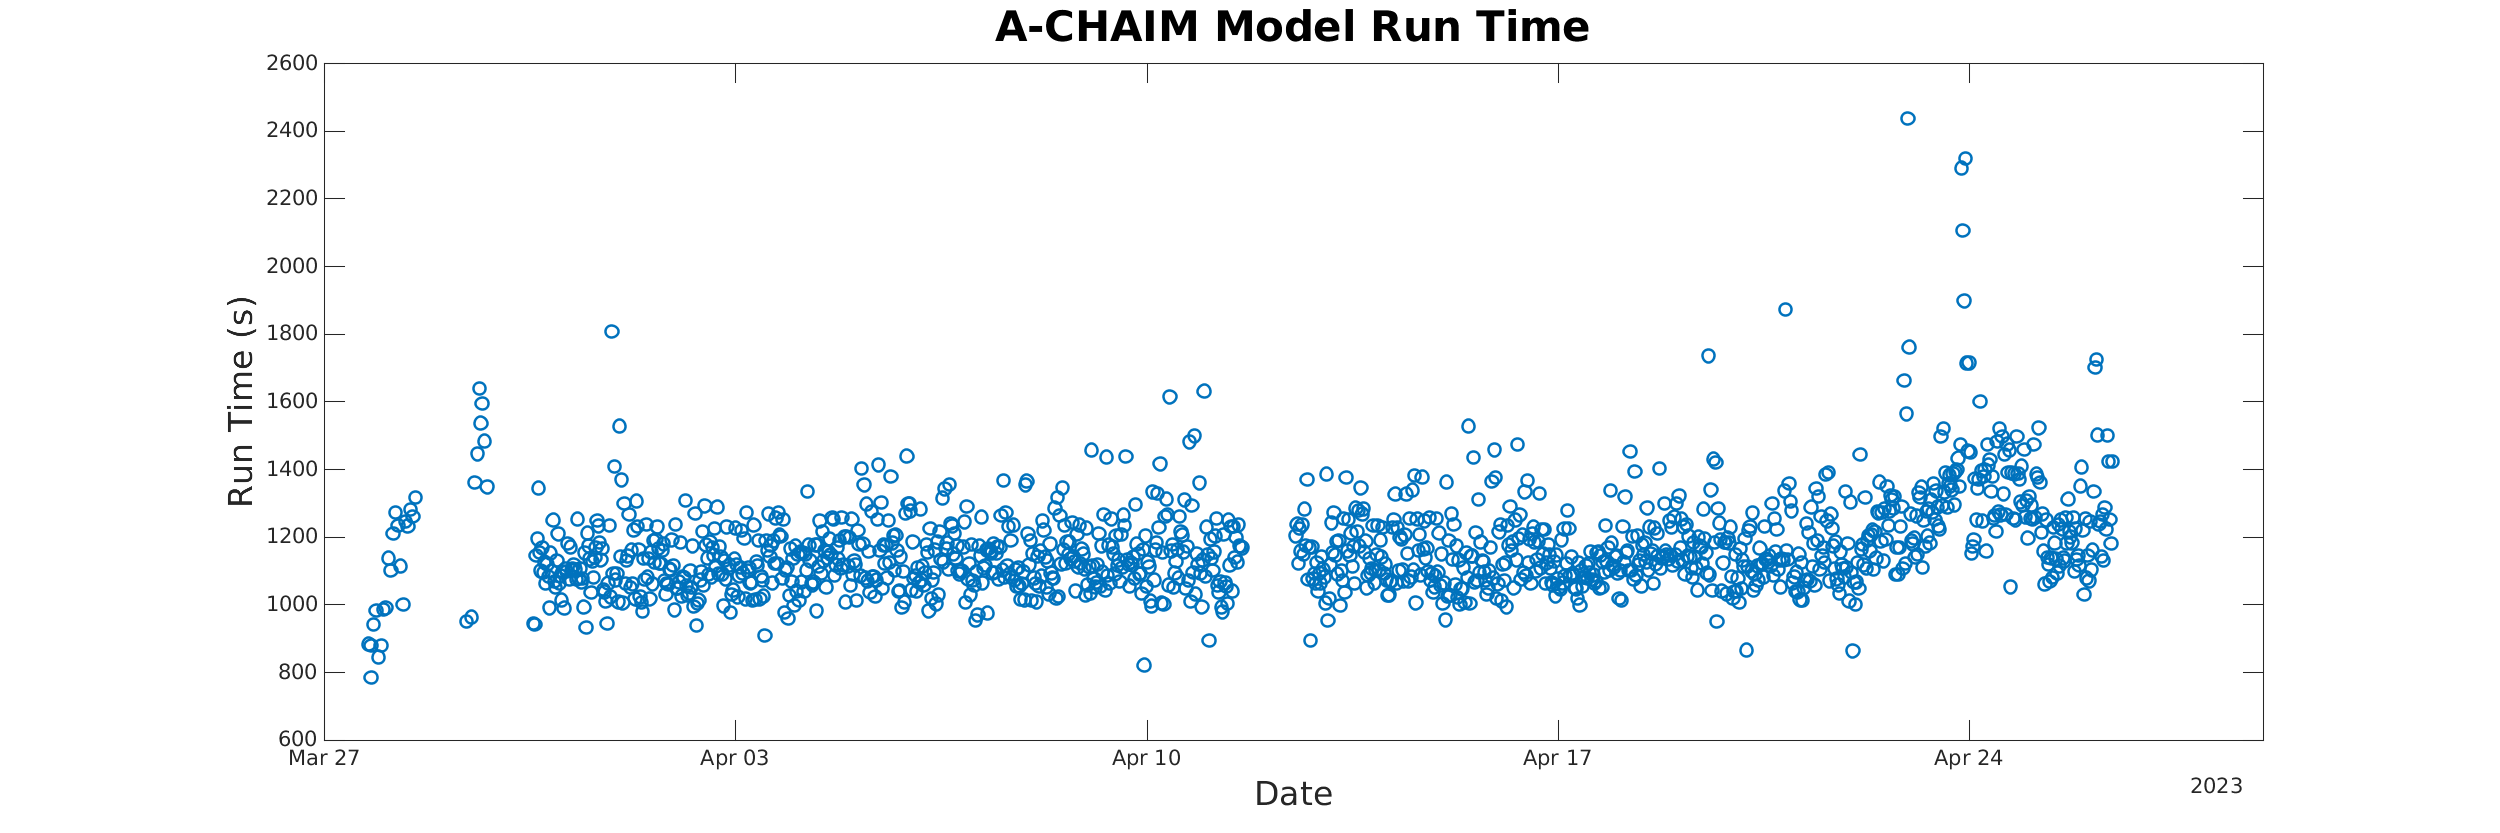 A-CHAIM Model Run Time
2600
2400
2200
2000
1800
1600
1400
1200
1000
800
600
Run Time (s)
Mar 27
Apr 03
Apr 10
Apr 17
Apr 24
2023
Date